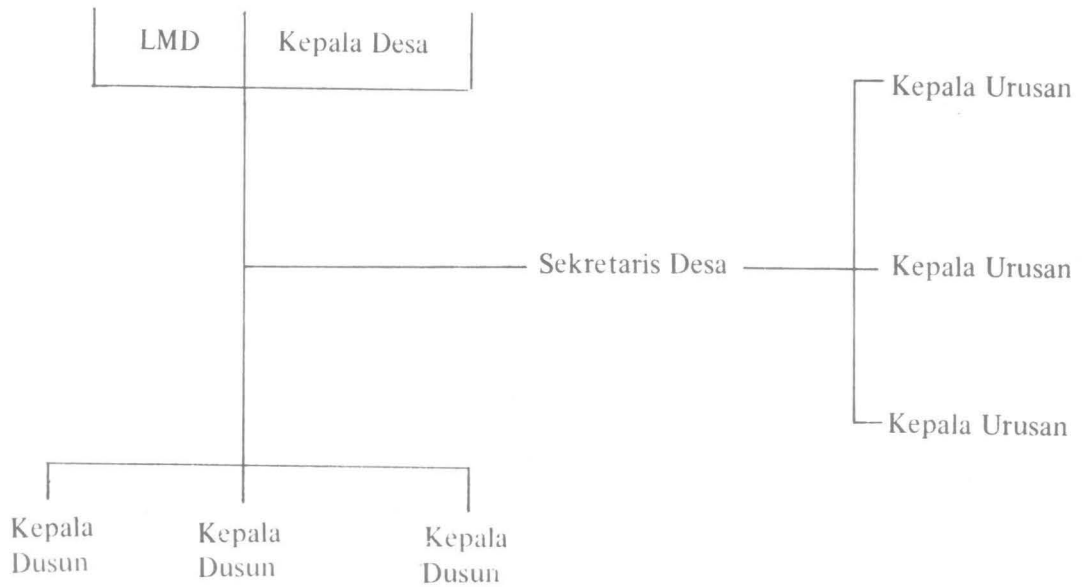 LMD
Kepala Desa
Kepala Urusan
Sekretaris Desa
Kepala Urusan
Kepala Urusan
Kepala
Dusun
Kepala
Dusun
Kepala
Dusun